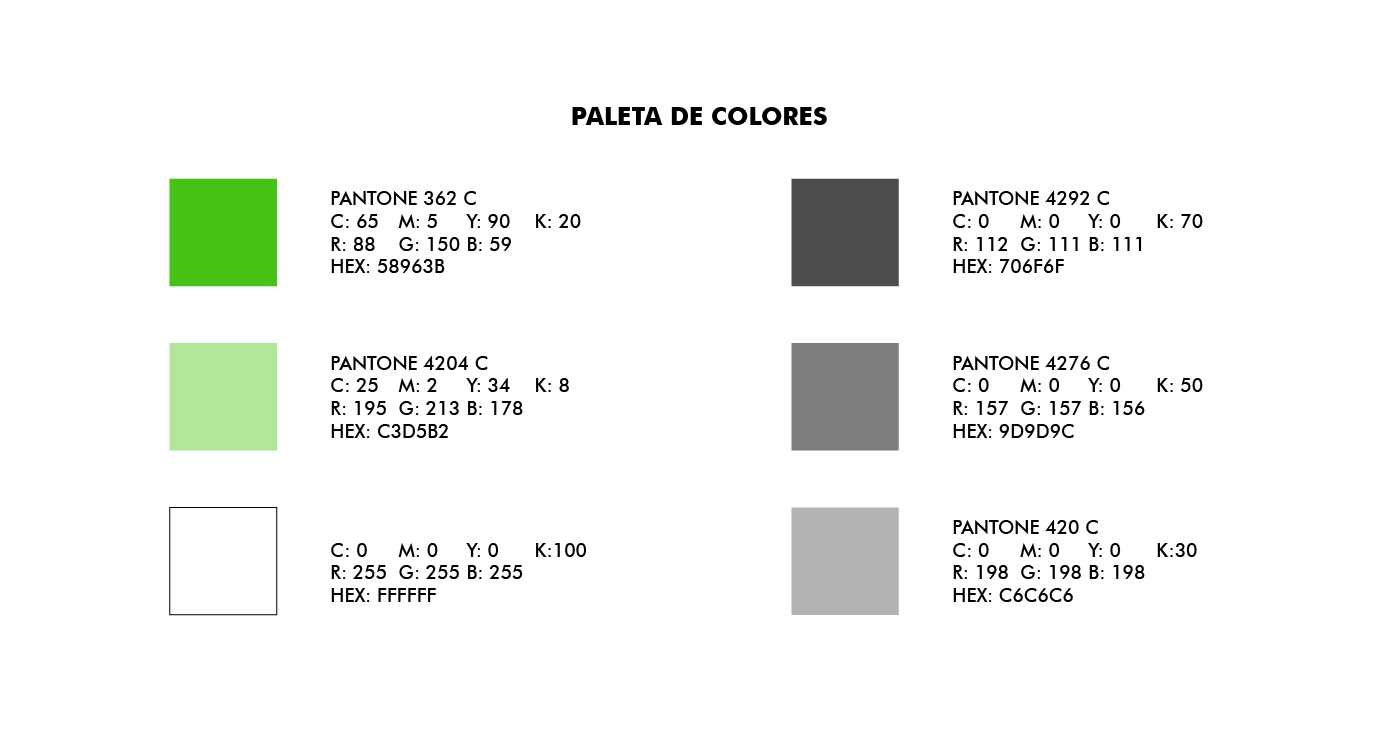 PALETA DE COLORES
PANTONE 362 C
C: 65 M: 5 Y: 90 K: 20
R: 88 G: 150 B: 59
HEX: 58963B
PANTONE 4204 C
C: 25 M: 2 Y: 34 K: 8
R: 195 G: 213 B: 178
HEX: C3D5B2
C: 0 M: 0 Y: 0 K:100
R: 255 G: 255 B: 255
HEX: FFFFFF
PANTONE 4292 C
C: 0 M: 0 Y: 0 K: 70
R: 112 G: 111 B: 111
HEX: 706F6F
PANTONE 4276 C
C: 0 M: 0 Y: 0 K: 50
R: 157 G: 157 B: 156
HEX: 9D9D9C
PANTONE 420 C
C: 0 M: 0 Y: 0 K:30
R: 198 G: 198 B: 198
HEX: C6C6C6